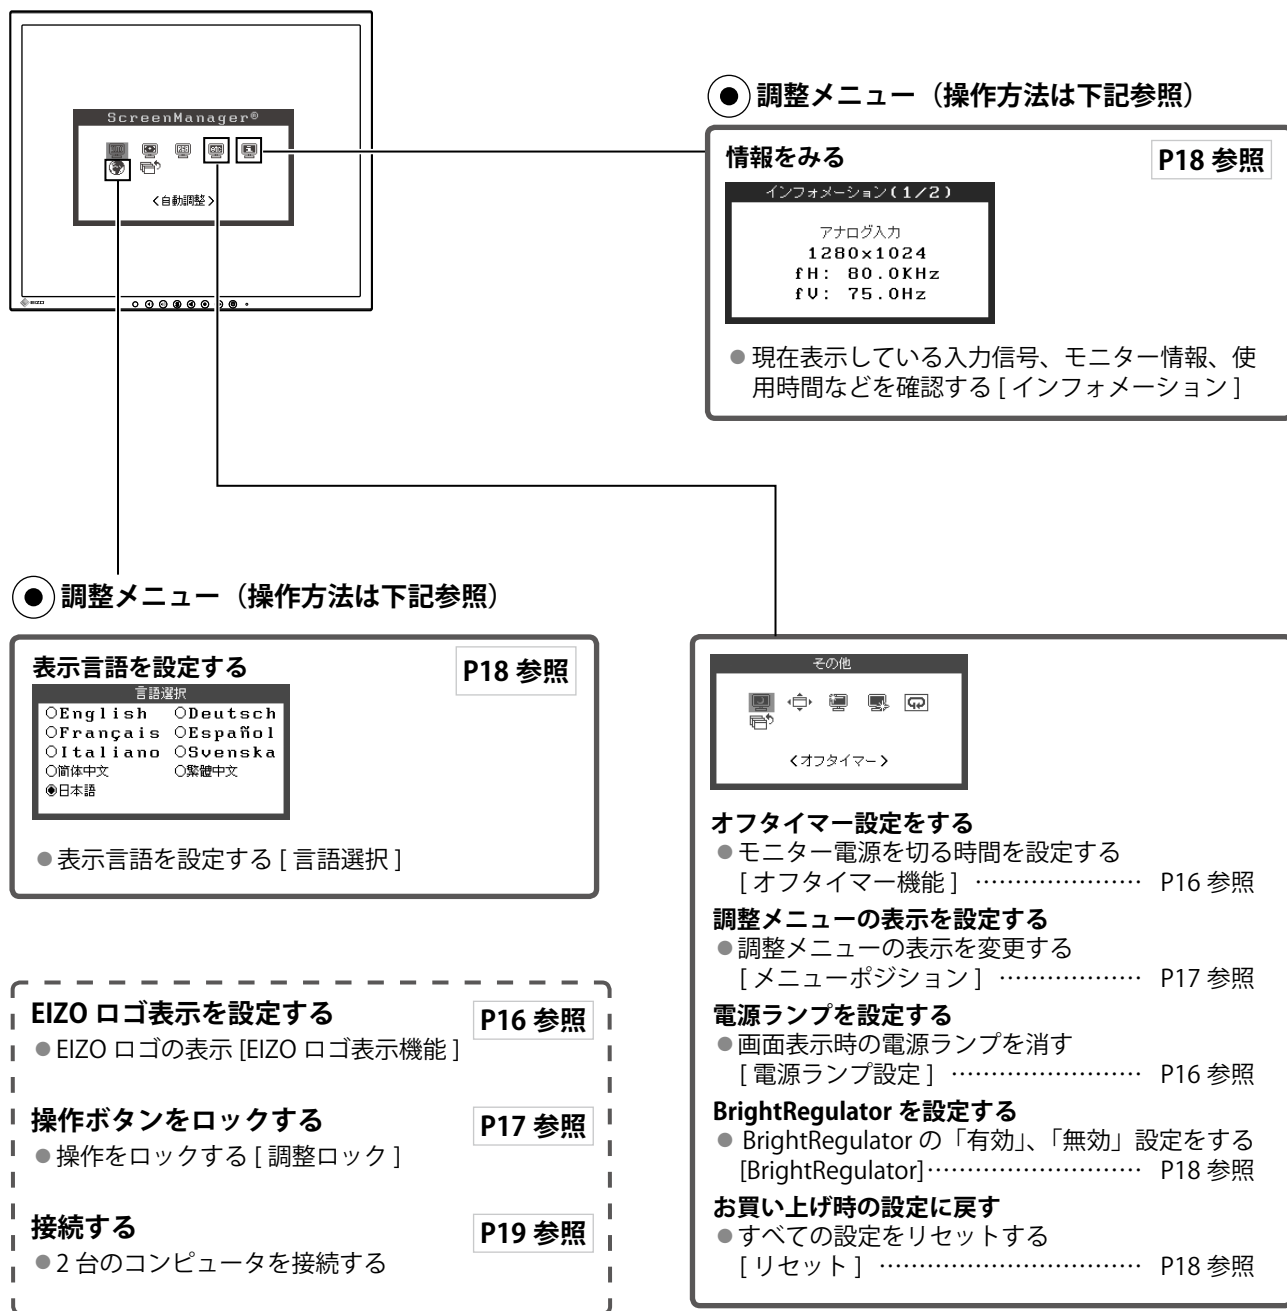 ScreenManager®
<自動調整>
EIZO
調整メニュー（操作方法は下記参照）
情報をみる
P18 参照
インフォメーション(1/2)
アナログ入力
1280x1024
fH: 80.0KHz
fV: 75.0Hz
●現在表示している入力信号、モニター情報、使
用時間などを確認する [ インフォメーション ]
調整メニュー（操作方法は下記参照）
表示言語を設定する
P18 参照
言語選択
○English ○Deutsch
○Français ○Español
○Italiano ○Svenska
○简体中文 ○繁體中文
◉日本語
●表示言語を設定する [ 言語選択 ]
EIZO ロゴ表示を設定する
P16 参照
●EIZO ロゴの表示 [EIZO ロゴ表示機能 ]
操作ボタンをロックする
P17 参照
●操作をロックする [ 調整ロック ]
接続する
P19 参照
●2 台のコンピュータを接続する
その他
<オフタイマー>
オフタイマー設定をする
●モニター電源を切る時間を設定する
[ オフタイマー機能 ] ………………… P16 参照
調整メニューの表示を設定する
●調整メニューの表示を変更する
[ メニューポジション ] ……………… P17 参照
電源ランプを設定する
●画面表示時の電源ランプを消す
[ 電源ランプ設定 ] …………………… P16 参照
BrightRegulator を設定する
● BrightRegulator の「有効」、「無効」設定をする
[BrightRegulator]……………………… P18 参照
お買い上げ時の設定に戻す
●すべての設定をリセットする
[ リセット ] …………………………… P18 参照